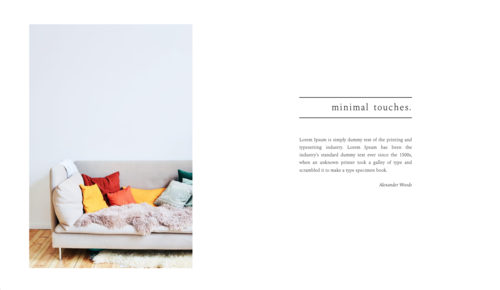 minimal touches.
Lorem Ipsum is simply dummy text of the printing and
typesetting industry. Lorem Ipsum has been the
industry's standard dummy text ever since the 1500s,
when an unknown printer took a galley of type and
scrambled it to make a type specimen book.
Alexander Woods